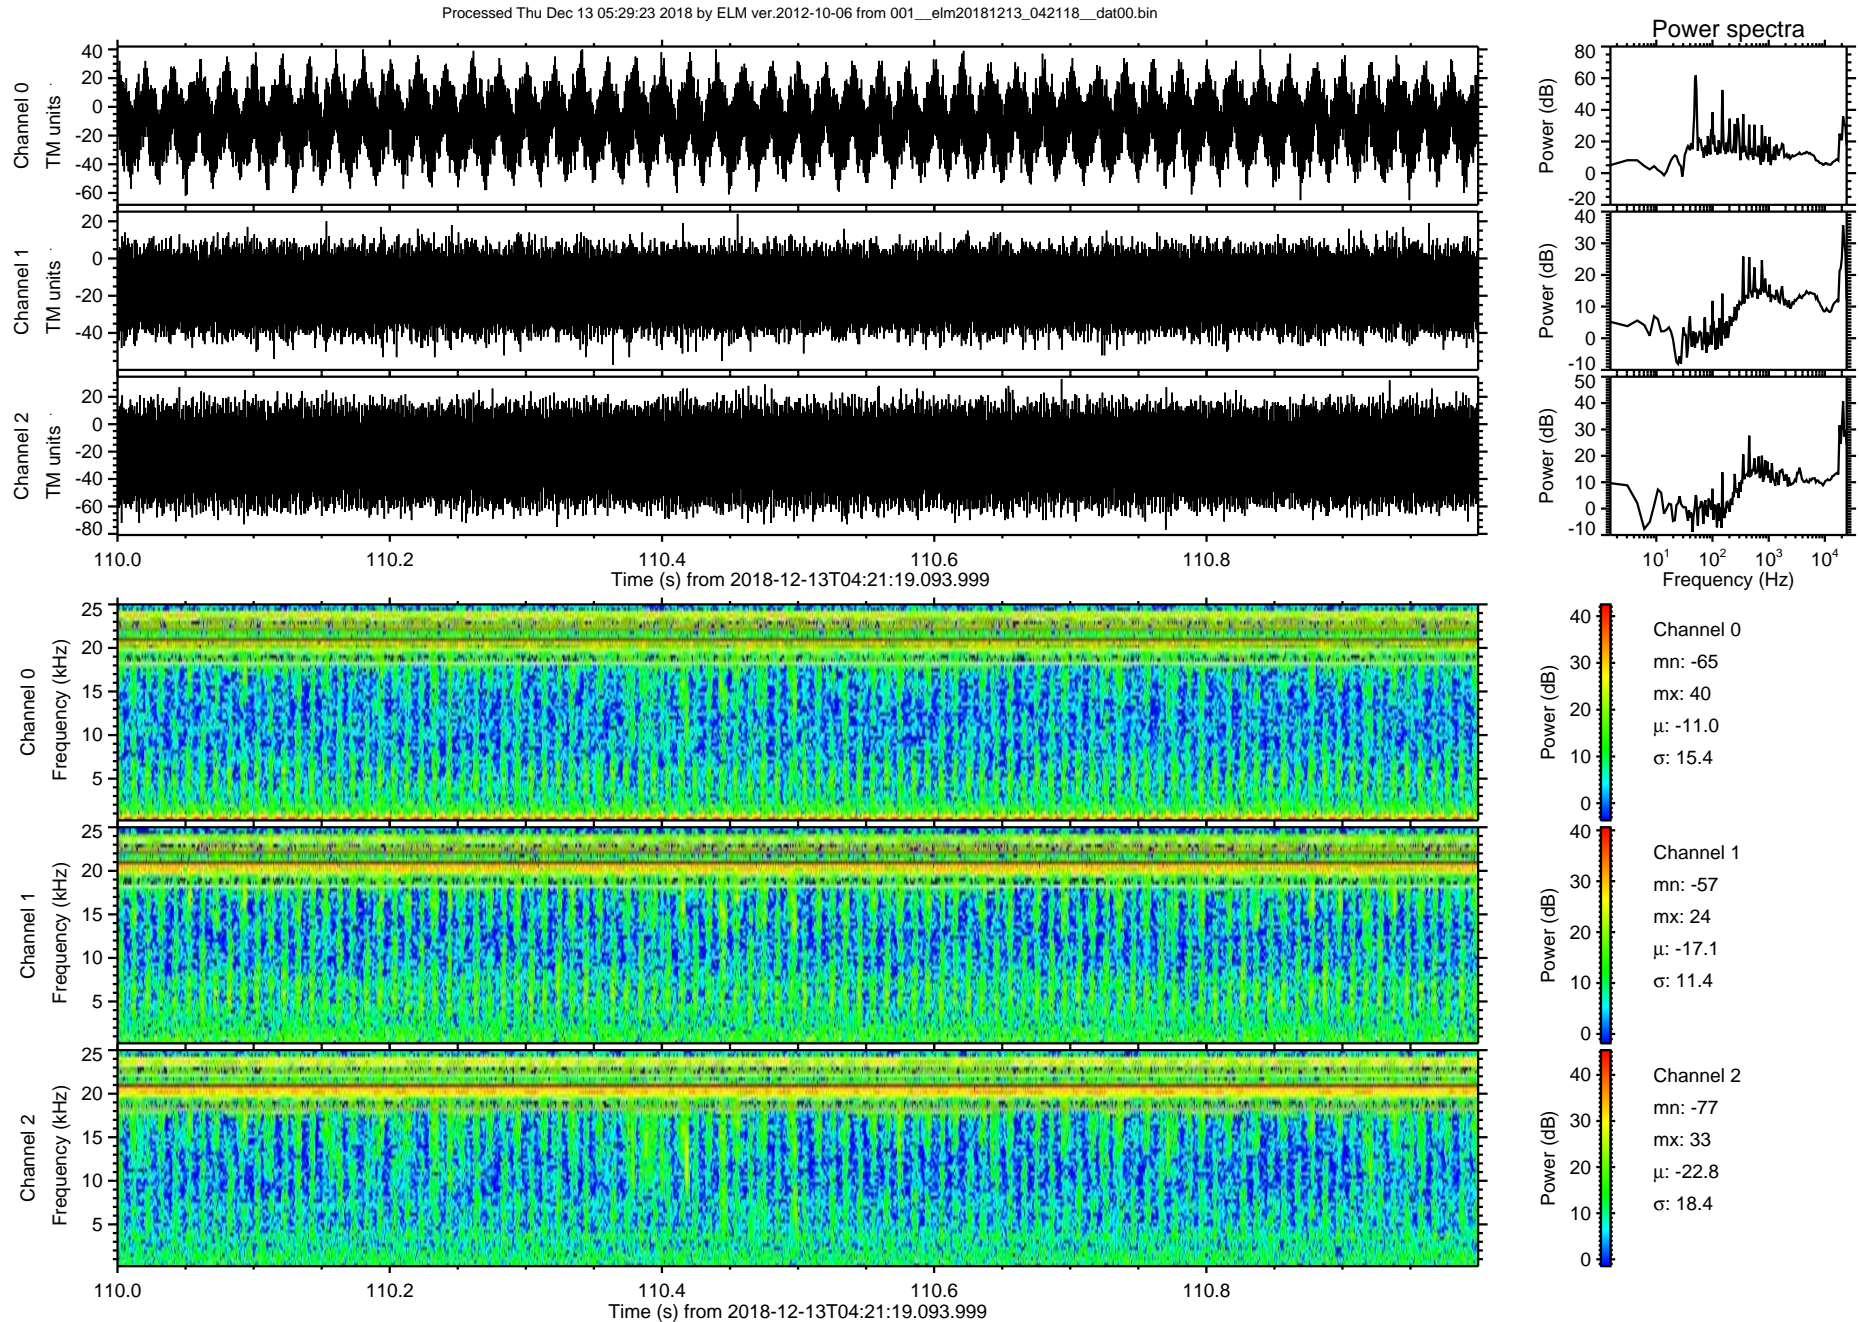 Processed Thu Dec 13 05:29:23 2018 by ELM ver.2012-10-06 from 001__elm20181213_042118__dat00.bin
Power spectra
Channel 0
TM units
40
20
0
-20
-40
-60
Power (dB)
80
60
40
20
0
-20
Channel 1
TM units
20
0
-20
-40
Power (dB)
40
30
20
10
0
-10
Channel 2
TM units
20
0
-20
-40
-60
-80
Power (dB)
50
40
30
20
10
0
-10
110.0 110.2 110.4 110.6 110.8
Time (s) from 2018-12-13T04:21:19.093.999
10¹ 10² 10³ 10⁴
Frequency (Hz)
Channel 0
Frequency (kHz)
25
20
15
10
5
Power (dB)
40
30
20
10
0
Channel 0
mn: -65
mx: 40
μ: -11.0
σ: 15.4
Channel 1
Frequency (kHz)
25
20
15
10
5
Power (dB)
40
30
20
10
0
Channel 1
mn: -57
mx: 24
μ: -17.1
σ: 11.4
Channel 2
Frequency (kHz)
25
20
15
10
5
Power (dB)
40
30
20
10
0
Channel 2
mn: -77
mx: 33
μ: -22.8
σ: 18.4
110.0 110.2 110.4 110.6 110.8
Time (s) from 2018-12-13T04:21:19.093.999